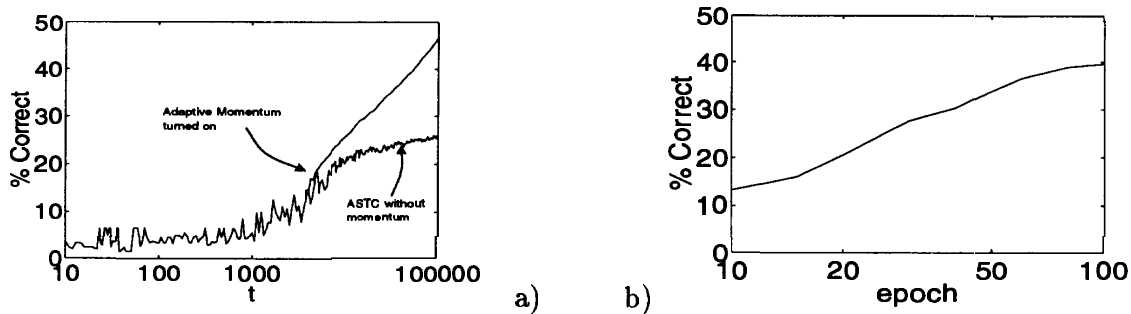 50
40
30
20
10
0
% Correct
Adaptive Momentum
turned on
ASTC without
momentum
10
100
1000
100000
t
a)
b)
50
40
30
20
10
0
% Correct
10
20
50
100
epoch